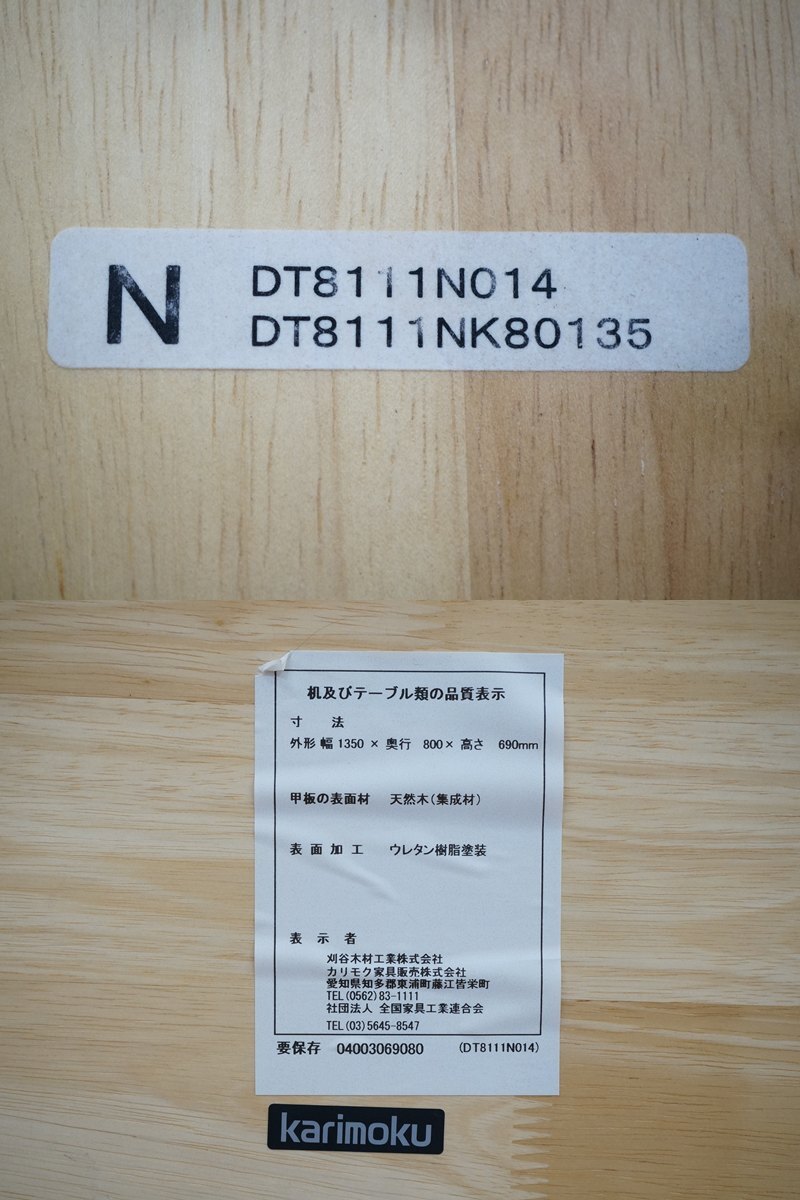 N
DT8111N014
DT8111NK80135
机及びテーブル類の品質表示
寸 法
外形 幅 1350 × 奥行 800× 高さ 690mm
甲板の表面材 天然木(集成材)
表面加工 ウレタン樹脂塗装
表示者
刈谷木材工業株式会社
カリモク家具販売株式会社
愛知県知多郡東浦町藤江皆栄町
TEL(0562)83-1111
社団法人 全国家具工業連合会
TEL(03)5645-8547
要保存 04003069080 (DT8111N014)
karimoku